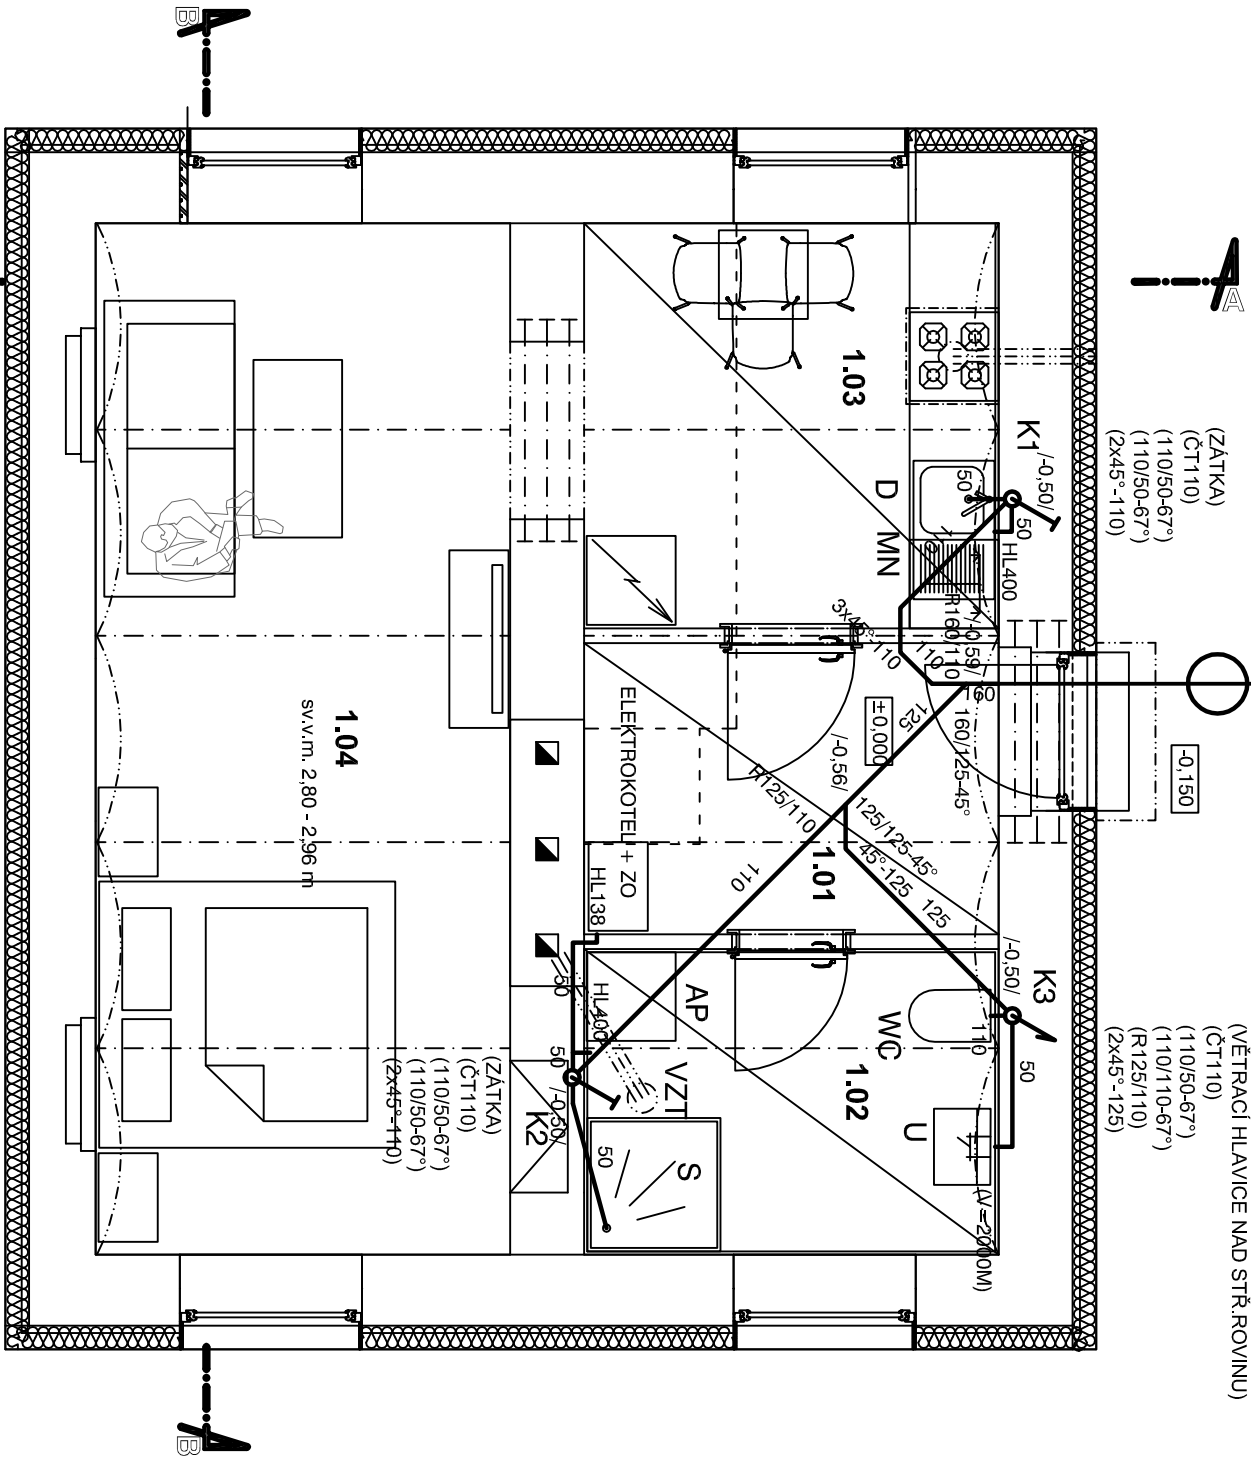 B
A
(ZÁTKA)
(ČT110)
(110/50-67°)
(110/50-67°)
(2x45°-110)
K1
/-0,50/
50
50
HL400
D
MN
1.03
/-0,59/
R160/110
3x45°-110
110
160
160/125-45°
125
±0,000
-0,150
/-0,56/
R125/110
125/125-45°
45°-125
125
110
1.01
ELEKTROKOTEL + ZO
HL138
1.04
sv.v.m. 2,80 - 2,96 m
(VĚTRACÍ HLAVICE NAD STŘ.ROVINU)
(ČT110)
(110/50-67°)
(110/110-67°)
(R125/110)
(2x45°-125)
K3
/-0,50/
110
50
WC
1.02
U
(V=2000M)
AP
VZT
S
50
HL400
50
50
K2
/-0,50/
(ZÁTKA)
(ČT110)
(110/50-67°)
(110/50-67°)
(2x45°-110)
B